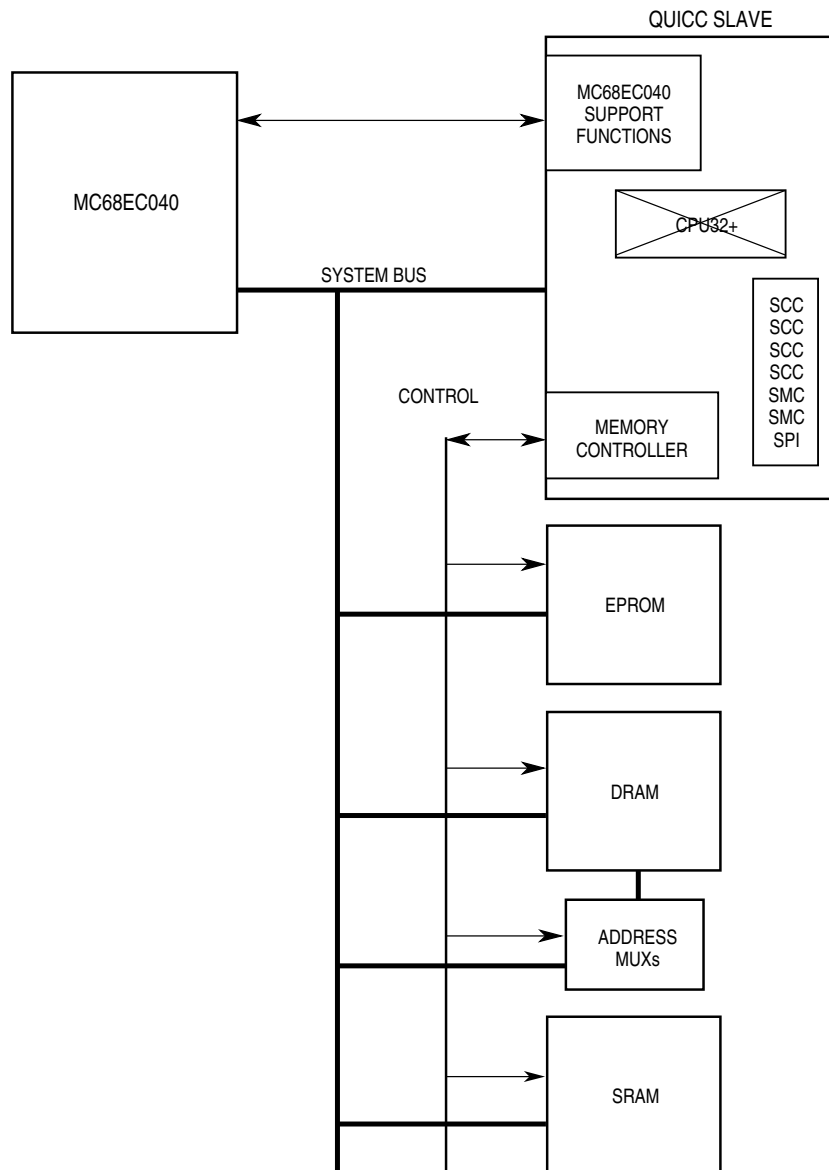 QUICC SLAVE
MC68EC040
SUPPORT
FUNCTIONS
MC68EC040
CPU32+
SYSTEM BUS
SCC
SCC
SCC
SCC
SMC
SMC
SPI
CONTROL
MEMORY
CONTROLLER
EPROM
DRAM
ADDRESS
MUXs
SRAM